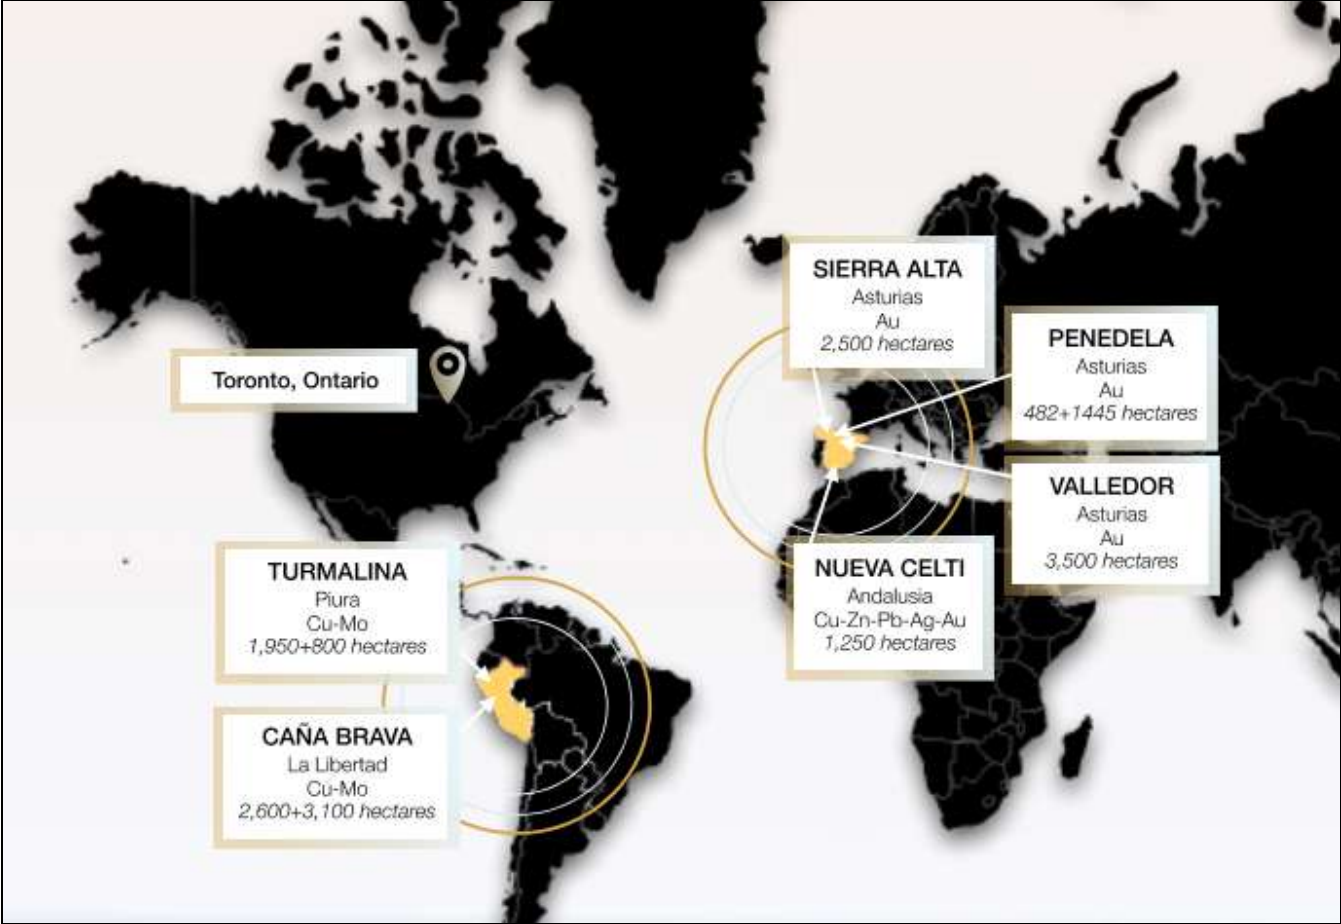 SIERRA ALTA
Asturias
Au
2,500 hectares
PENEDELA
Asturias
Au
482+1445 hectares
Toronto, Ontario
VALLEDOR
Asturias
Au
3,500 hectares
NUEVA CELTI
Andalusia
Cu-Zn-Pb-Ag-Au
1,250 hectares
TURMALINA
Piura
Cu-Mo
1,950+800 hectares
CAÑA BRAVA
La Libertad
Cu-Mo
2,600+3,100 hectares